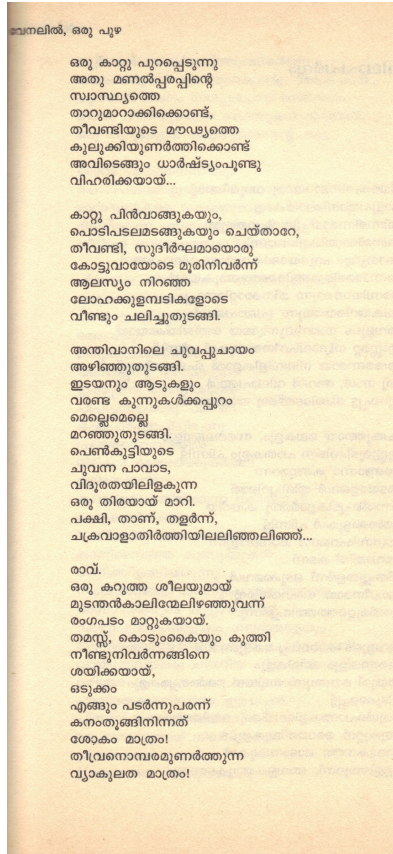 വേനലിൽ, ഒരു പുഴ
ഒരു കാറ്റു പുറപ്പെടുന്നു
അതു മണൽപ്പരപ്പിന്റെ
സ്വാസ്ഥ്യത്തെ
താറുമാറാക്കിക്കൊണ്ട്,
തീവണ്ടിയുടെ മൗഢ്യത്തെ
കുലുക്കിയുണർത്തിക്കൊണ്ട്
അവിടെങ്ങും ധാർഷ്ട്യംപൂണ്ടു
വിഹരിക്കയായ്...
കാറ്റു പിൻവാങ്ങുകയും,
പൊടിപടലമടങ്ങുകയും ചെയ്താറേ,
തീവണ്ടി, സുദീർഘമായൊരു
കോട്ടുവായോടെ മൂരിനിവർന്ന്
ആലസ്യം നിറഞ്ഞ
ലോഹക്കുളമ്പടികളോടെ
വീണ്ടും ചലിച്ചുതുടങ്ങി.
അന്തിവാനിലെ ചുവപ്പുചായം
അഴിഞ്ഞുതുടങ്ങി.
ഇടയനും ആടുകളും
വരണ്ട കുന്നുകൾക്കപ്പുറം
മെല്ലെമെല്ലെ
മറഞ്ഞുതുടങ്ങി.
പെൺകുട്ടിയുടെ
ചുവന്ന പാവാട,
വിദൂരതയിലിളകുന്ന
ഒരു തിരയായ് മാറി.
പക്ഷി, താണ്, തളർന്ന്,
ചക്രവാളാതിർത്തിയിലലിഞ്ഞലിഞ്ഞ്...
രാവ്.
ഒരു കറുത്ത ശീലയുമായ്
മുടന്തൻകാലിന്മേലിഴഞ്ഞുവന്ന്
രംഗപടം മാറ്റുകയായ്.
തമസ്സ്, കൊടുംകൈയും കുത്തി
നീണ്ടുനിവർന്നങ്ങിനെ
ശയിക്കയായ്,
ഒടുക്കം
എങ്ങും പടർന്നുപരന്ന്
കനംതൂങ്ങിനിന്നത്
ശോകം മാത്രം!
തീവ്രനൊമ്പരമുണർത്തുന്ന
വ്യാകുലത മാത്രം!